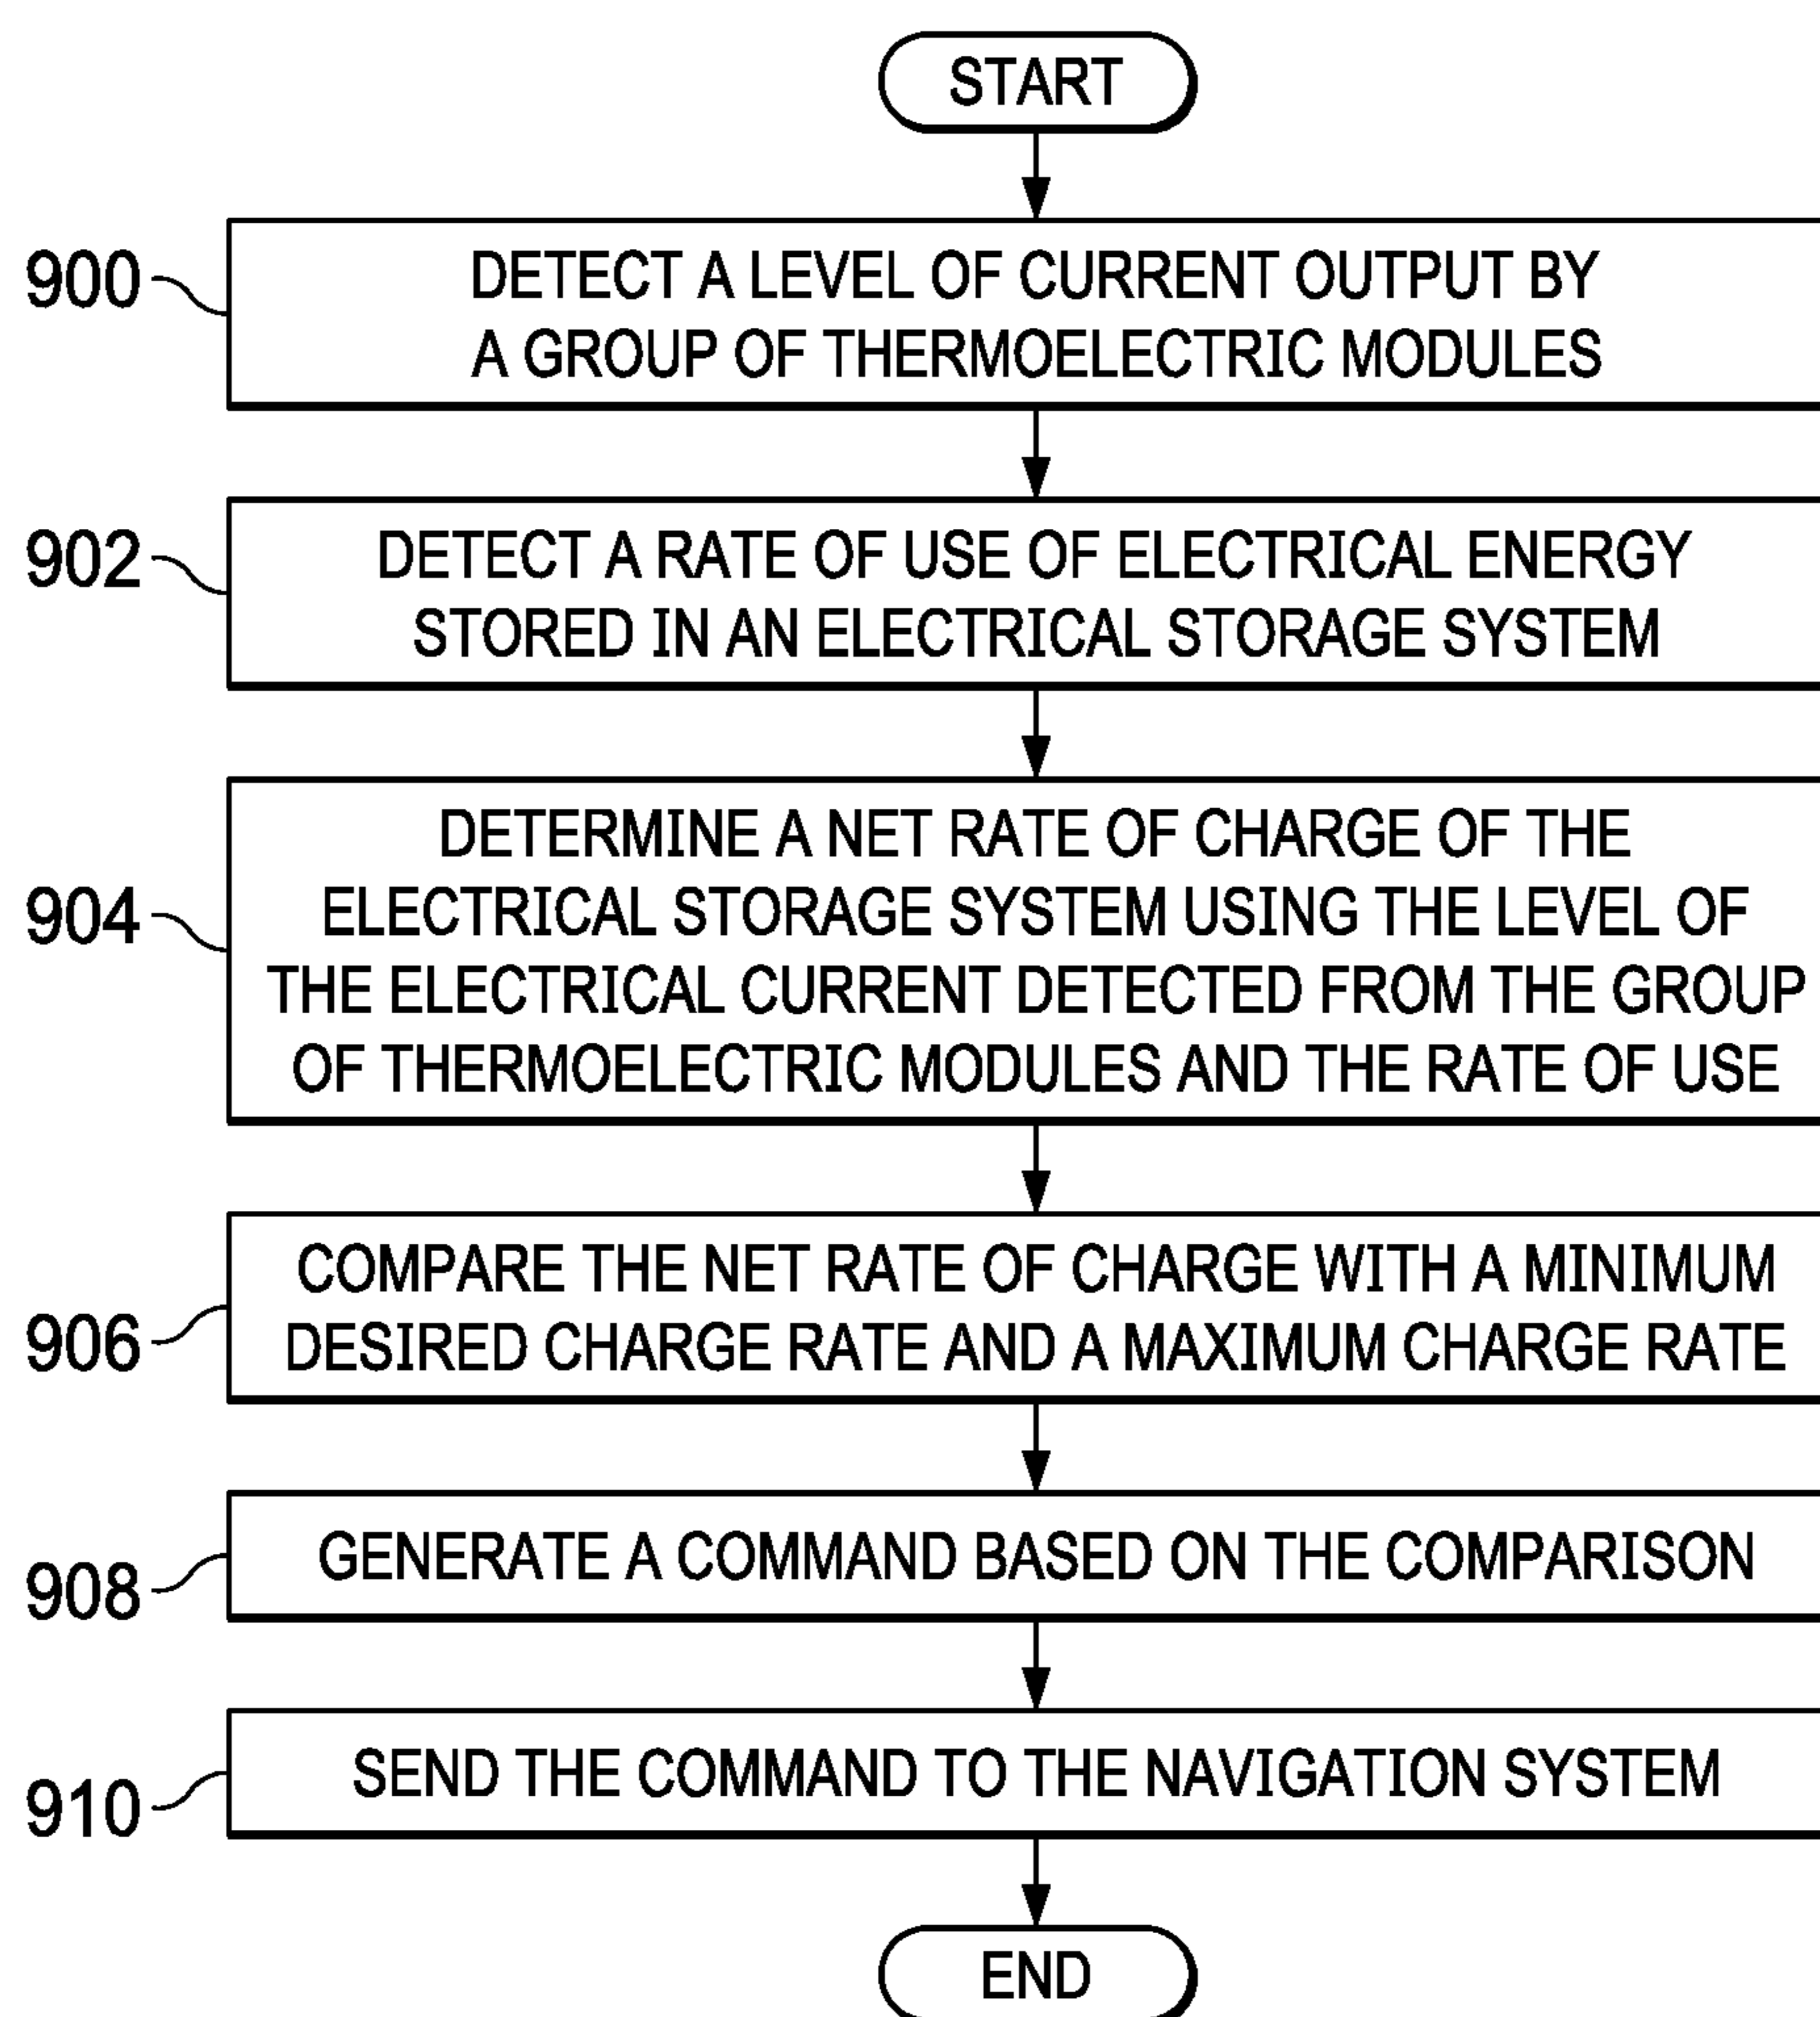 START
900
DETECT A LEVEL OF CURRENT OUTPUT BY
A GROUP OF THERMOELECTRIC MODULES
902
DETECT A RATE OF USE OF ELECTRICAL ENERGY
STORED IN AN ELECTRICAL STORAGE SYSTEM
904
DETERMINE A NET RATE OF CHARGE OF THE
ELECTRICAL STORAGE SYSTEM USING THE LEVEL OF
THE ELECTRICAL CURRENT DETECTED FROM THE GROUP
OF THERMOELECTRIC MODULES AND THE RATE OF USE
906
COMPARE THE NET RATE OF CHARGE WITH A MINIMUM
DESIRED CHARGE RATE AND A MAXIMUM CHARGE RATE
908
GENERATE A COMMAND BASED ON THE COMPARISON
910
SEND THE COMMAND TO THE NAVIGATION SYSTEM
END